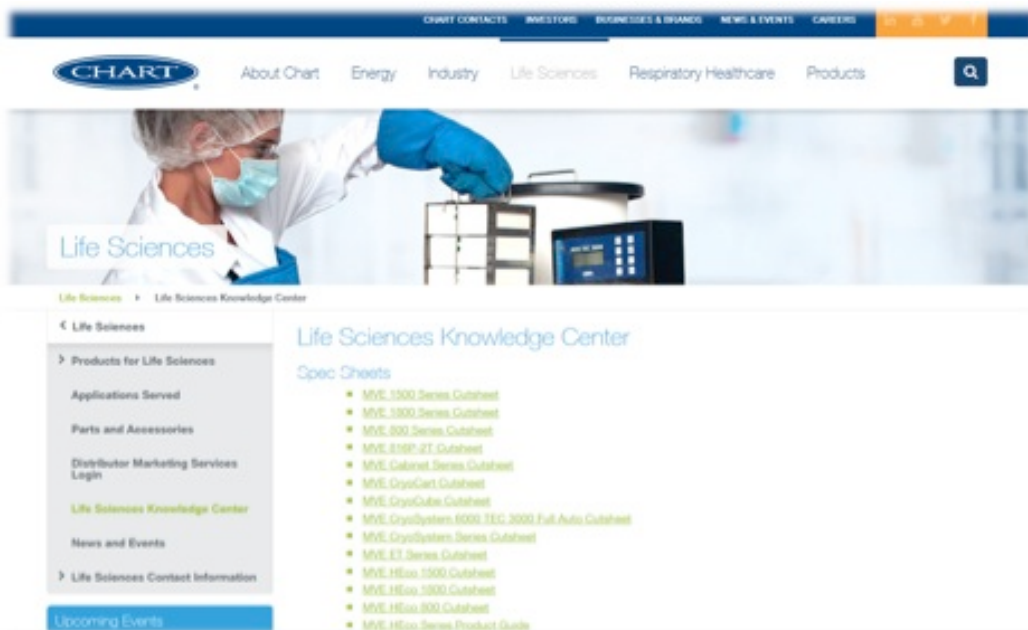 CHART CONTACTS INVESTORS BUSINESSES & BRANDS NEWS & EVENTS CAREERS
CHART
About Chart Energy Industry Life Sciences Respiratory Healthcare Products
Life Sciences
Life Sciences Life Sciences Knowledge Center
Life Sciences
Products for Life Sciences
Applications Served
Parts and Accessories
Distributor Marketing Services
Login
Life Sciences Knowledge Center
News and Events
Life Sciences Contact Information
Upcoming Events
Life Sciences Knowledge Center
Spec Sheets
MVE 1500 Series Cutsheet
MVE 1800 Series Cutsheet
MVE 800 Series Cutsheet
MVE 816P-2T Cutsheet
MVE Cabinet Series Cutsheet
MVE CryoCart Cutsheet
MVE CryoCube Cutsheet
MVE CryoSystem 6000 TEC 3000 Full Auto Cutsheet
MVE CryoSystem Series Cutsheet
MVE ET Series Cutsheet
MVE HEco 1500 Cutsheet
MVE HEco 1800 Cutsheet
MVE HEco 800 Cutsheet
MVE HEco Series Product Guide